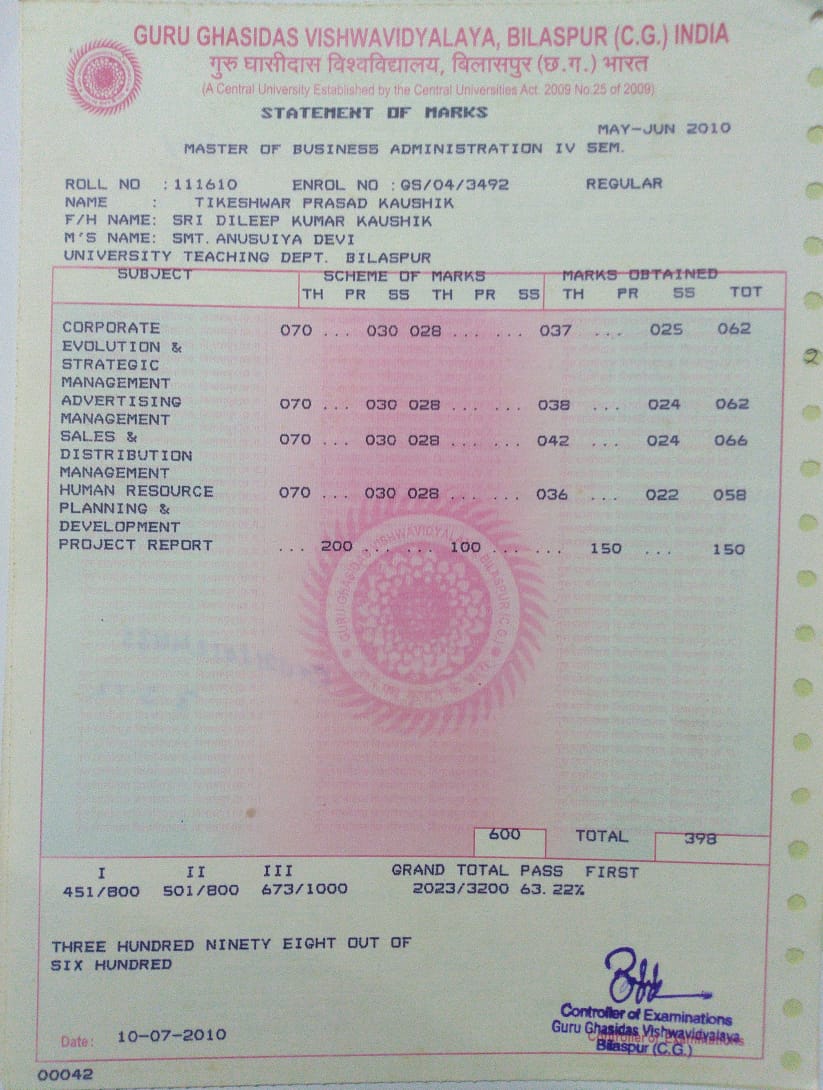 GURU GHASIDAS VISHWAVIDYALAYA, BILASPUR (C.G.) INDIA
गुरु घासीदास विश्वविद्यालय, बिलासपुर (छ.ग.) भारत
(A Central University Established by the Central Universities Act. 2009 No.25 of 2009)
STATEMENT OF MARKS
MAY-JUN 2010
MASTER OF BUSINESS ADMINISTRATION IV SEM.
ROLL NO :111610 ENROL NO :GS/04/3492 REGULAR
NAME : TIKESHWAR PRASAD KAUSHIK
F/H NAME: SRI DILEEP KUMAR KAUSHIK
M'S NAME: SMT. ANUSUIYA DEVI
UNIVERSITY TEACHING DEPT. BILASPUR
SUBJECT SCHEME OF MARKS MARKS OBTAINED
TH PR SS TH PR SS TH PR SS TOT
CORPORATE 070 ... 030 028 ... ... 037 ... 025 062
EVOLUTION &
STRATEGIC
MANAGEMENT
ADVERTISING 070 ... 030 028 ... ... 038 ... 024 062
MANAGEMENT
SALES & 070 ... 030 028 ... ... 042 ... 024 066
DISTRIBUTION
MANAGEMENT
HUMAN RESOURCE 070 ... 030 028 ... ... 036 ... 022 058
PLANNING &
DEVELOPMENT
PROJECT REPORT ... 200 ... ... 100 ... ... 150 ... 150
GURU GHASIDAS VISHWAVIDYALAYA BILASPUR (C.G.)
600 TOTAL 398
I II III GRAND TOTAL PASS FIRST
451/800 501/800 673/1000 2023/3200 63.22%
THREE HUNDRED NINETY EIGHT OUT OF
SIX HUNDRED
Controller of Examinations
Guru Ghasidas Vishwavidyalaya
Controller of Examinations
Bilaspur (C.G.)
Date: 10-07-2010
00042